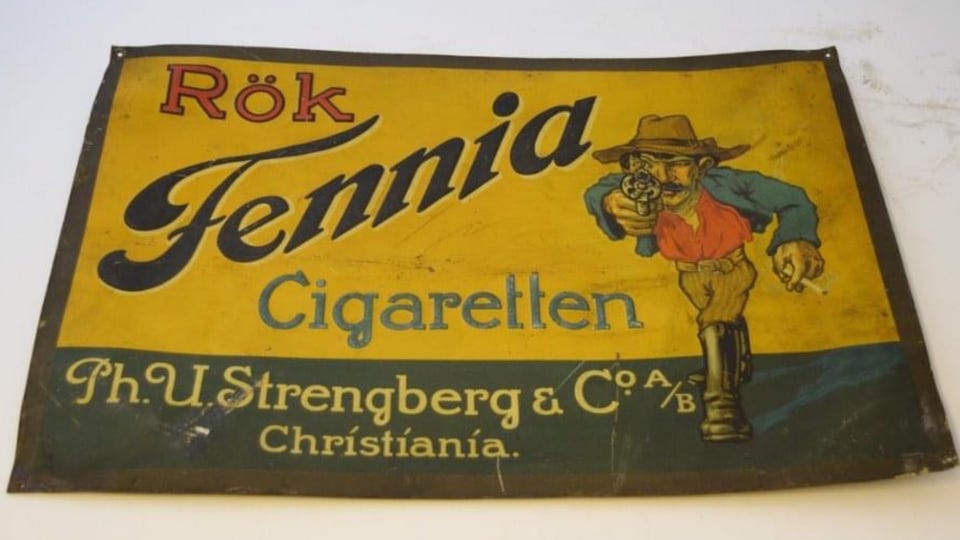 Rök
Fennia
Cigaretten
Ph. U. Strengberg & Co A/B
Christiania.